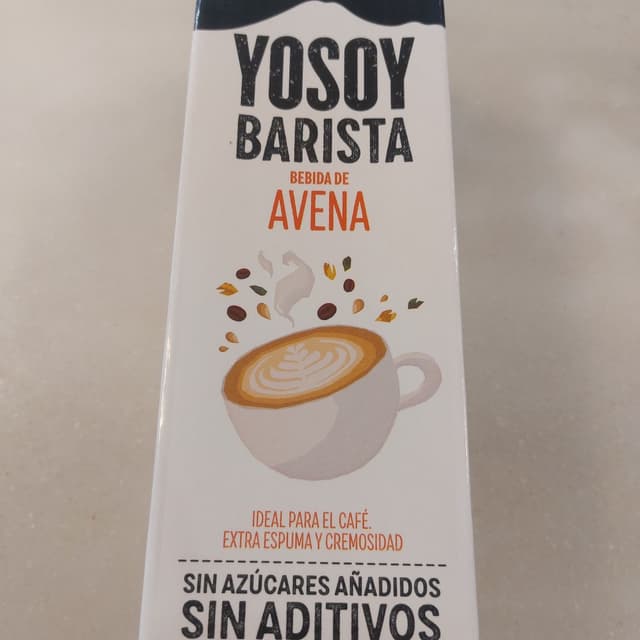 YOSOY
BARISTA
BEBIDA DE
AVENA
IDEAL PARA EL CAFÉ.
EXTRA ESPUMA Y CREMOSIDAD
SIN AZÚCARES AÑADIDOS
SIN ADITIVOS